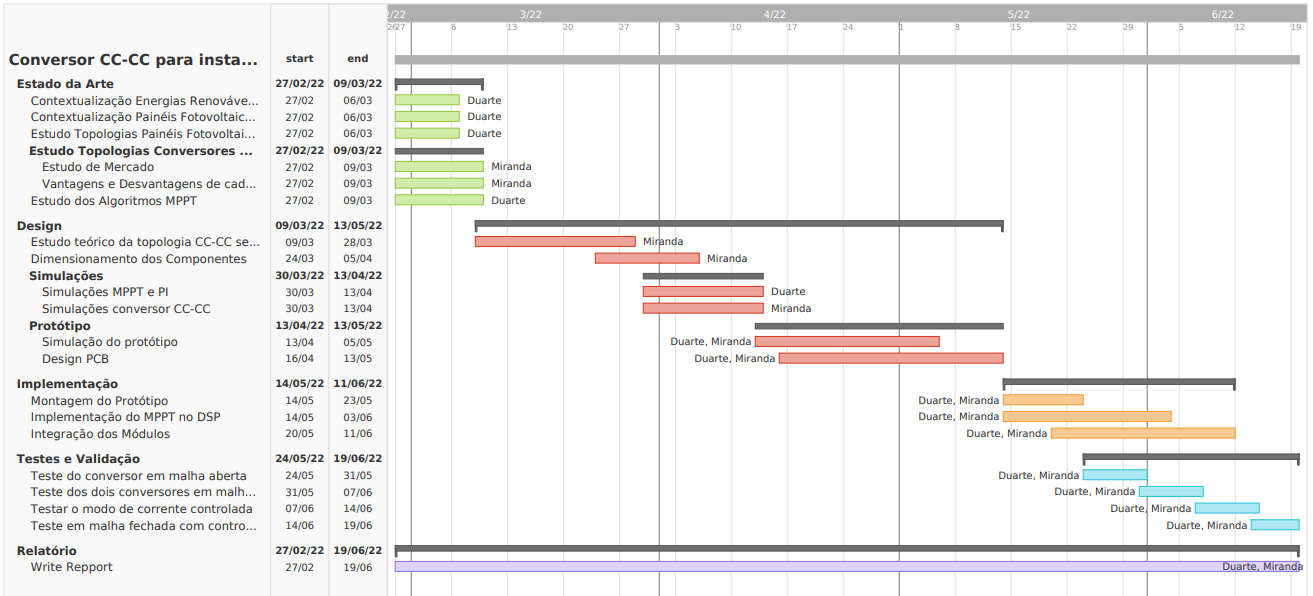 2/22 3/22 4/22 5/22 6/22
26 27 6 13 20 27 3 10 17 24 1 8 15 22 29 5 12 19
Conversor CC-CC para insta... start end
Estado da Arte 27/02/22 09/03/22
Contextualização Energias Renováve... 27/02 06/03 Duarte
Contextualização Painéis Fotovoltaic... 27/02 06/03 Duarte
Estudo Topologias Painéis Fotovoltai... 27/02 06/03 Duarte
Estudo Topologias Conversores ... 27/02/22 09/03/22
Estudo de Mercado 27/02 09/03 Miranda
Vantagens e Desvantagens de cad... 27/02 09/03 Miranda
Estudo dos Algoritmos MPPT 27/02 09/03 Duarte
Design 09/03/22 13/05/22
Estudo teórico da topologia CC-CC se... 09/03 28/03 Miranda
Dimensionamento dos Componentes 24/03 05/04 Miranda
Simulações 30/03/22 13/04/22
Simulações MPPT e PI 30/03 13/04 Duarte
Simulações conversor CC-CC 30/03 13/04 Miranda
Protótipo 13/04/22 13/05/22
Simulação do protótipo 13/04 05/05 Duarte, Miranda
Design PCB 16/04 13/05 Duarte, Miranda
Implementação 14/05/22 11/06/22
Montagem do Protótipo 14/05 23/05 Duarte, Miranda
Implementação do MPPT no DSP 14/05 03/06 Duarte, Miranda
Integração dos Módulos 20/05 11/06 Duarte, Miranda
Testes e Validação 24/05/22 19/06/22
Teste do conversor em malha aberta 24/05 31/05 Duarte, Miranda
Teste dos dois conversores em malh... 31/05 07/06 Duarte, Miranda
Testar o modo de corrente controlada 07/06 14/06 Duarte, Miranda
Teste em malha fechada com contro... 14/06 19/06 Duarte, Miranda
Relatório 27/02/22 19/06/22
Write Repport 27/02 19/06 Duarte, Miranda